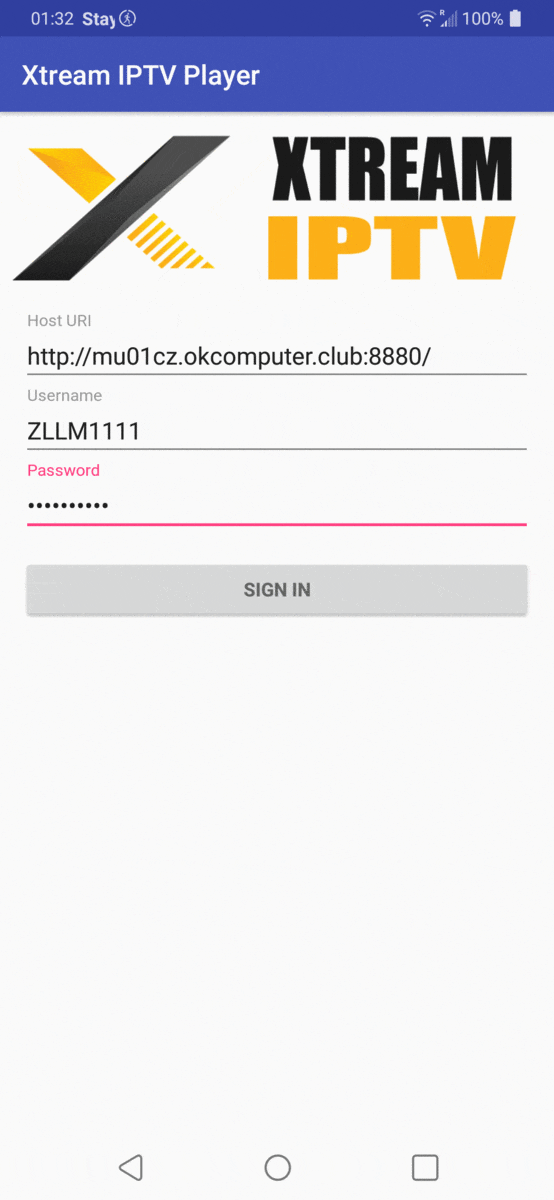 01:32 Stay R 100%
Xtream IPTV Player
XTREAM
IPTV
Host URI
http://mu01cz.okcomputer.club:8880/
Username
ZLLM1111
Password
••••••••••
SIGN IN